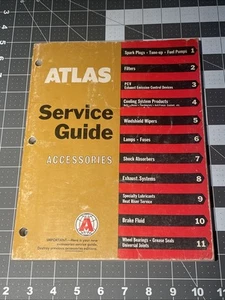 ATLAS
Service
Guide
ACCESSORIES
Spark Plugs - Tune-up - Fuel Pumps 1
Filters 2
PCV
Exhaust Emission Control Devices 3
Cooling System Products 4
Windshield Wipers 5
Lamps - Fuses 6
Shock Absorbers 7
Exhaust Systems 8
Specialty Lubricants
Heat Riser Service 9
Brake Fluid 10
Wheel Bearings - Grease Seals
Universal Joints 11